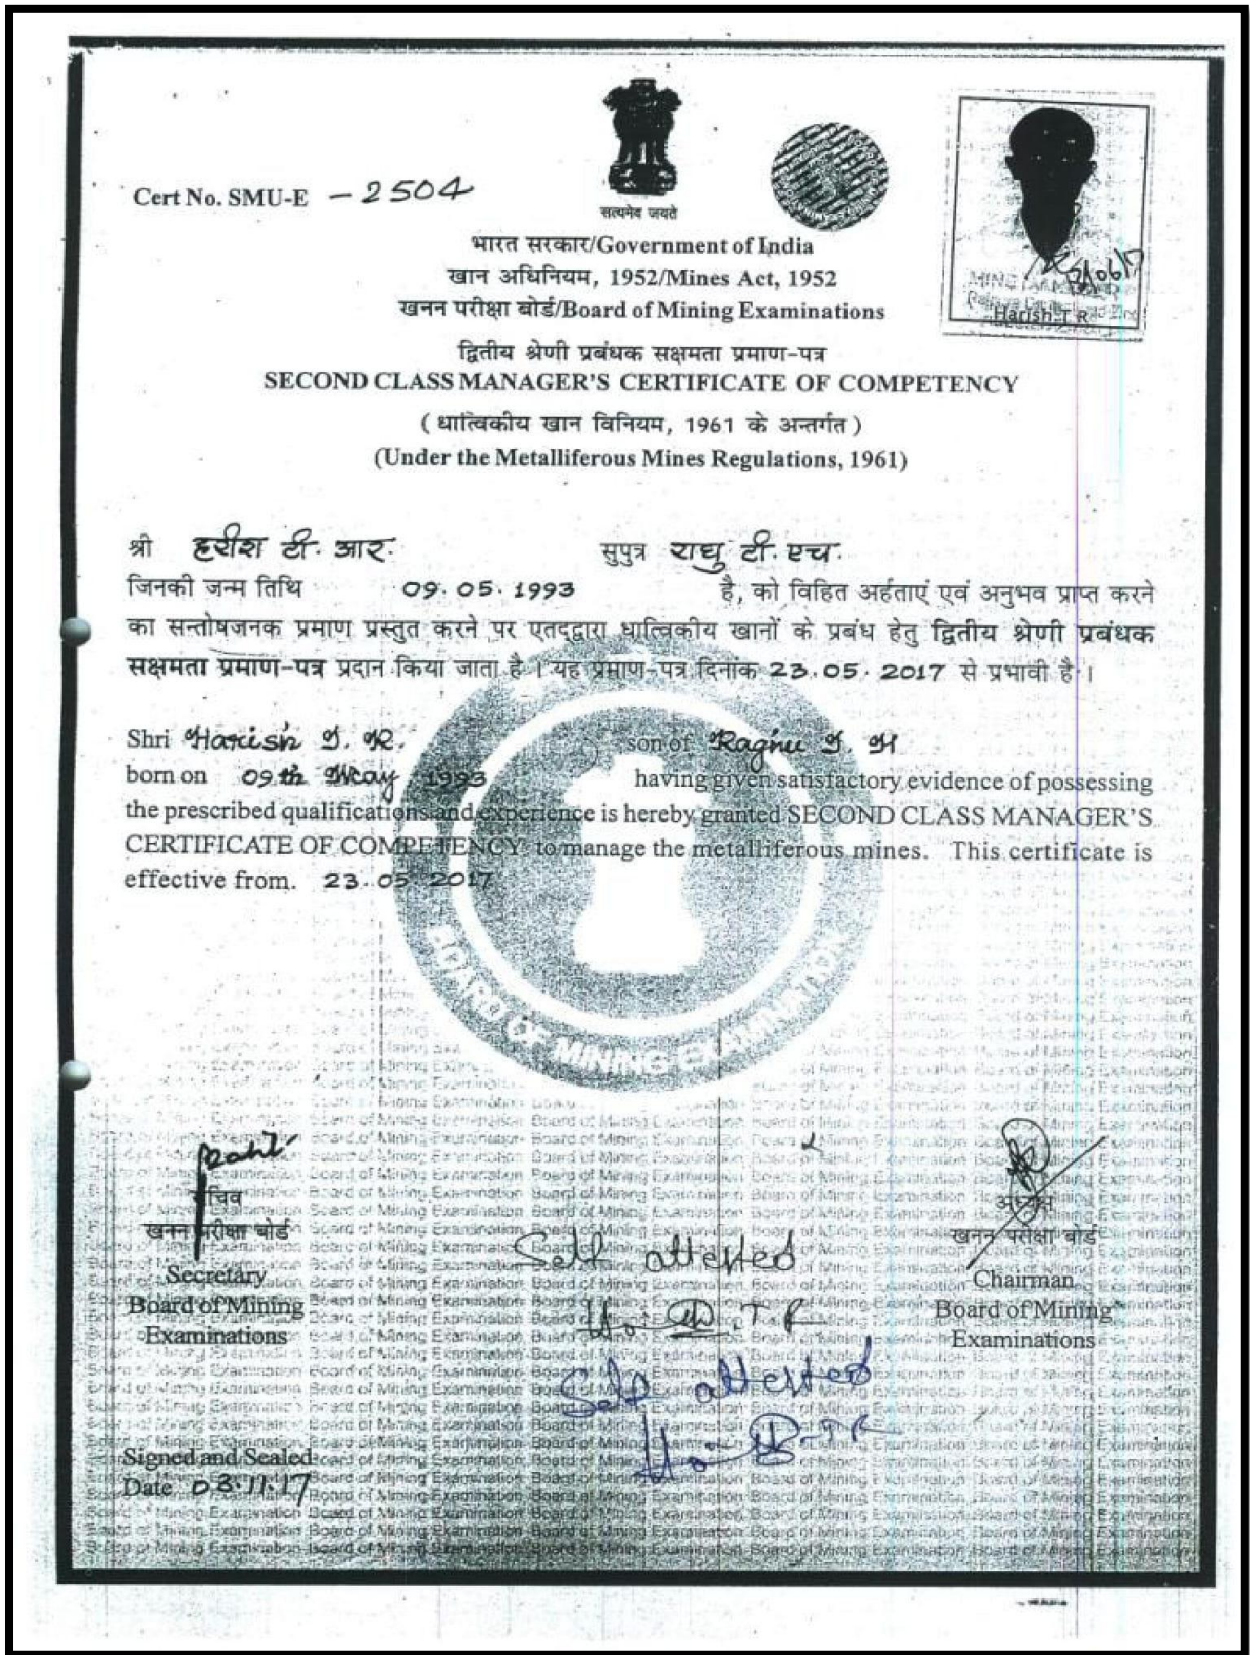 Cert No. SMU-E - 2504
सत्यमेव जयते
Harish T R
भारत सरकार/Government of India
खान अधिनियम, 1952/Mines Act, 1952
खनन परीक्षा बोर्ड/Board of Mining Examinations
द्वितीय श्रेणी प्रबंधक सक्षमता प्रमाण-पत्र
SECOND CLASS MANAGER'S CERTIFICATE OF COMPETENCY
( धात्विकीय खान विनियम, 1961 के अन्तर्गत )
(Under the Metalliferous Mines Regulations, 1961)
श्री हरीश टी. आर. सुपुत्र राघु टी. एच.
जिनकी जन्म तिथि 09.05.1993 है, को विहित अर्हताएं एवं अनुभव प्राप्त करने
का सन्तोषजनक प्रमाण प्रस्तुत करने पर एतद्द्वारा धात्विकीय खानों के प्रबंध हेतु द्वितीय श्रेणी प्रबंधक
सक्षमता प्रमाण-पत्र प्रदान किया जाता है । यह प्रमाण-पत्र दिनांक 23.05.2017 से प्रभावी है ।
Shri Harish T. R. son of Raghu T. H
born on 09th May 1993 having given satisfactory evidence of possessing
the prescribed qualifications and experience is hereby granted SECOND CLASS MANAGER'S
CERTIFICATE OF COMPETENCY to manage the metalliferous mines. This certificate is
effective from. 23.05 2017
BOARD OF MINING EXAMINATION
सचिव
खनन परीक्षा बोर्ड
Secretary
Board of Mining
Examinations
अध्यक्ष
खनन परीक्षा बोर्ड
Chairman
Board of Mining
Examinations
Self attested
Self attested
Signed and Sealed
Date 03.11.17